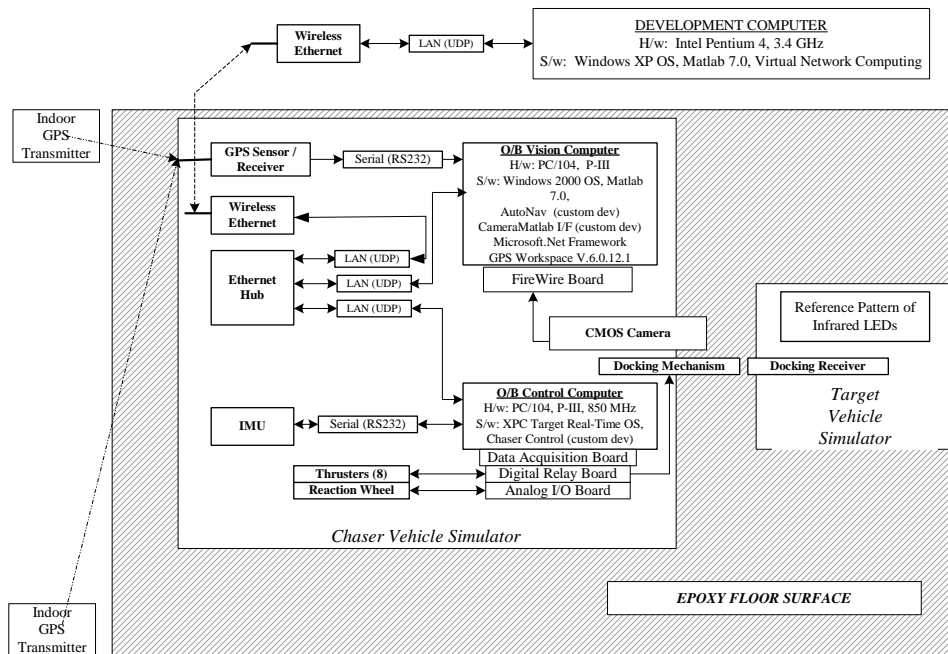 DEVELOPMENT COMPUTER
H/w: Intel Pentium 4, 3.4 GHz
S/w: Windows XP OS, Matlab 7.0, Virtual Network Computing
Wireless
Ethernet
LAN (UDP)
Indoor
GPS
Transmitter
GPS Sensor /
Receiver
Serial (RS232)
O/B Vision Computer
H/w: PC/104, P-III
S/w: Windows 2000 OS, Matlab
7.0,
AutoNav (custom dev)
CameraMatlab I/F (custom dev)
Microsoft.Net Framework
GPS Workspace V.6.0.12.1
Wireless
Ethernet
LAN (UDP)
Ethernet
Hub
LAN (UDP)
LAN (UDP)
FireWire Board
CMOS Camera
Reference Pattern of
Infrared LEDs
Docking Mechanism
Docking Receiver
Target
Vehicle
Simulator
O/B Control Computer
H/w: PC/104, P-III, 850 MHz
S/w: XPC Target Real-Time OS,
Chaser Control (custom dev)
IMU
Serial (RS232)
Data Acquisition Board
Thrusters (8)
Digital Relay Board
Reaction Wheel
Analog I/O Board
Chaser Vehicle Simulator
EPOXY FLOOR SURFACE
Indoor
GPS
Transmitter